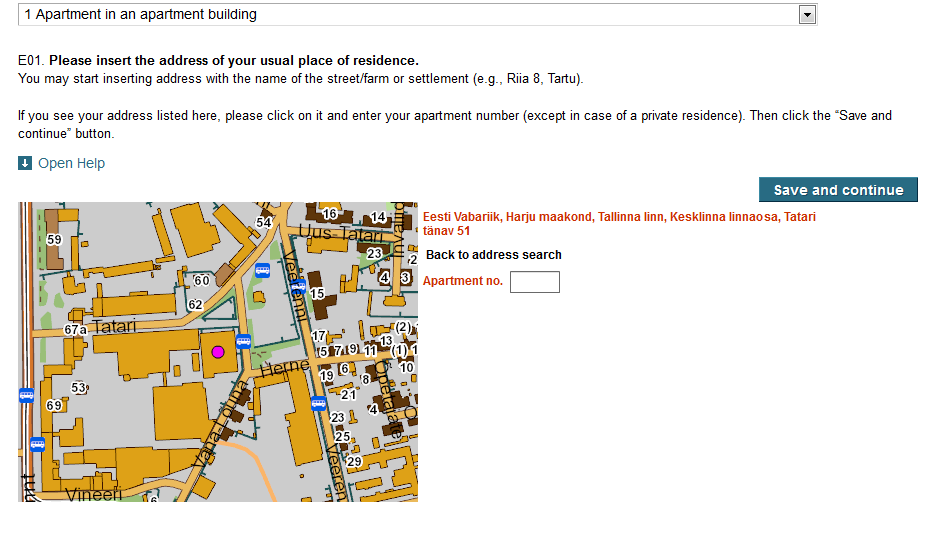 1 Apartment in an apartment building
E01. Please insert the address of your usual place of residence.
You may start inserting address with the name of the street/farm or settlement (e.g., Riia 8, Tartu).
If you see your address listed here, please click on it and enter your apartment number (except in case of a private residence). Then click the “Save and
continue” button.
Open Help
Save and continue
Eesti Vabariik, Harju maakond, Tallinna linn, Kesklinna linnaosa, Tatari
tänav 51
Back to address search
Apartment no.
16
14
54
Uus-Tatari
59
23
60
4
3
15
62
Veerenni
67a
Tatari
17
(2)
13
5
7
9
11
(1)
Herne
19
6
8
10
53
21
69
4
23
Vana-Lõuna
25
29
Vineeri
6